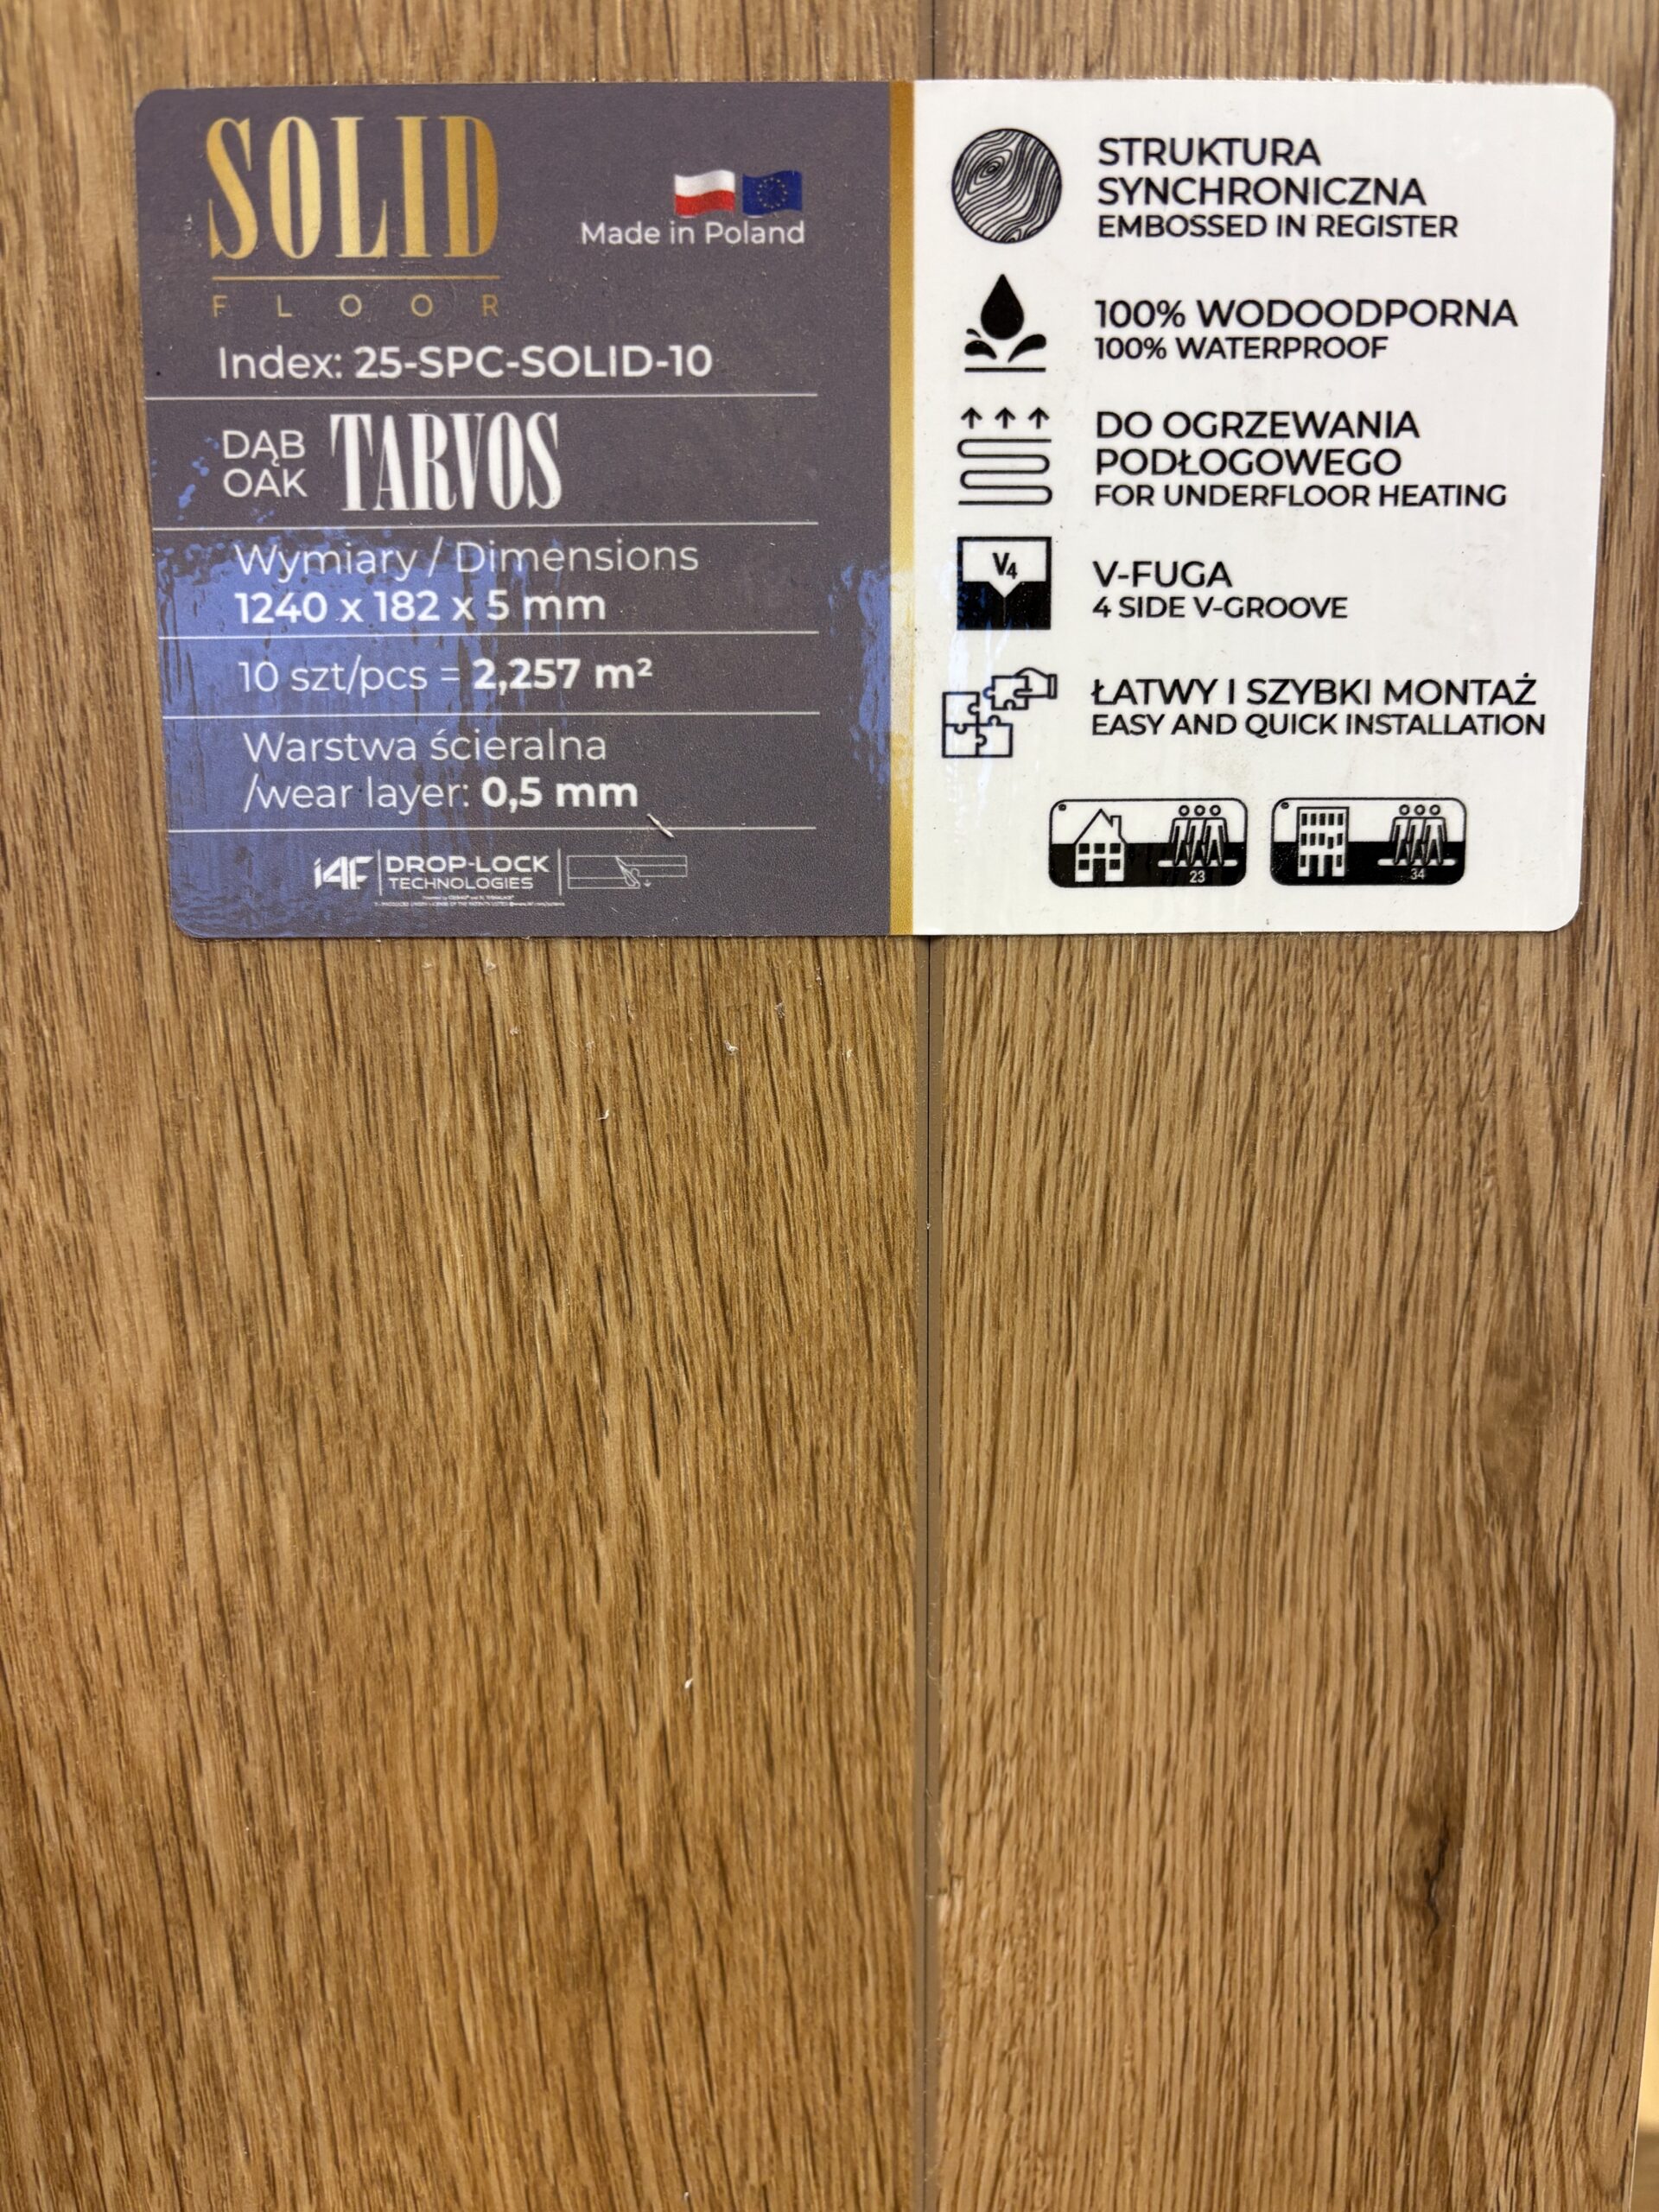 SOLID
FLOOR
Made in Poland
Index: 25-SPC-SOLID-10
DĄB
OAK
TARVOS
Wymiary / Dimensions
1240 x 182 x 5 mm
10 szt/pcs = 2,257 m²
Warstwa ścieralna
/wear layer: 0,5 mm
i4F DROP-LOCK
TECHNOLOGIES
STRUKTURA
SYNCHRONICZNA
EMBOSSED IN REGISTER
100% WODOODPORNA
100% WATERPROOF
DO OGRZEWANIA
PODŁOGOWEGO
FOR UNDERFLOOR HEATING
V4
V-FUGA
4 SIDE V-GROOVE
ŁATWY I SZYBKI MONTAŻ
EASY AND QUICK INSTALLATION
23
34